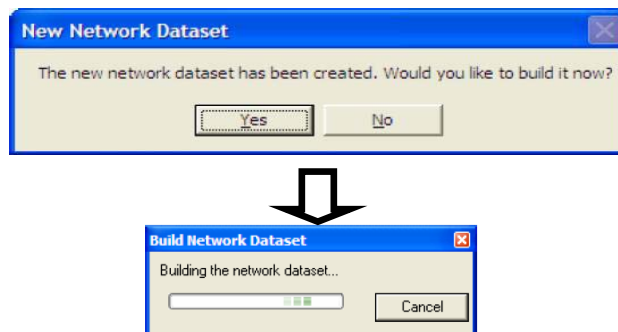 New Network Dataset
The new network dataset has been created. Would you like to build it now?
Yes
No
Build Network Dataset
Building the network dataset...
Cancel